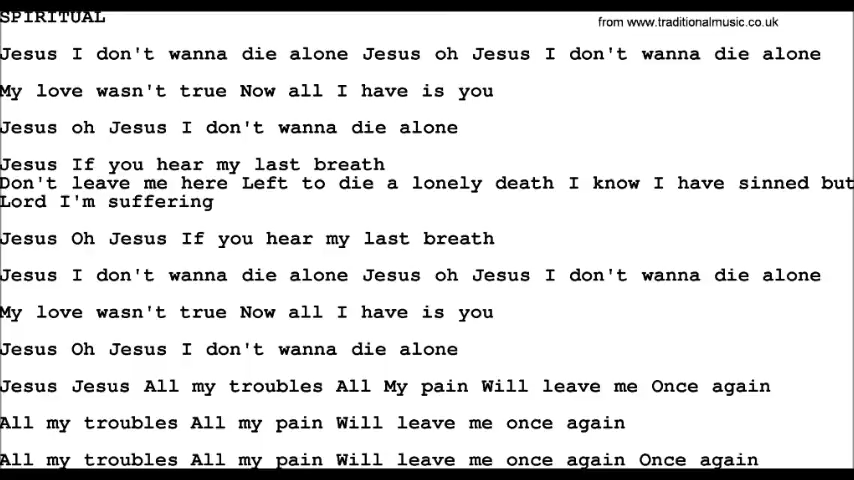 SPIRITUAL
from www.traditionalmusic.co.uk
Jesus I don't wanna die alone Jesus oh Jesus I don't wanna die alone
My love wasn't true Now all I have is you
Jesus oh Jesus I don't wanna die alone
Jesus If you hear my last breath
Don't leave me here Left to die a lonely death I know I have sinned but
Lord I'm suffering
Jesus Oh Jesus If you hear my last breath
Jesus I don't wanna die alone Jesus oh Jesus I don't wanna die alone
My love wasn't true Now all I have is you
Jesus Oh Jesus I don't wanna die alone
Jesus Jesus All my troubles All My pain Will leave me Once again
All my troubles All my pain Will leave me once again
All my troubles All my pain Will leave me once again Once again